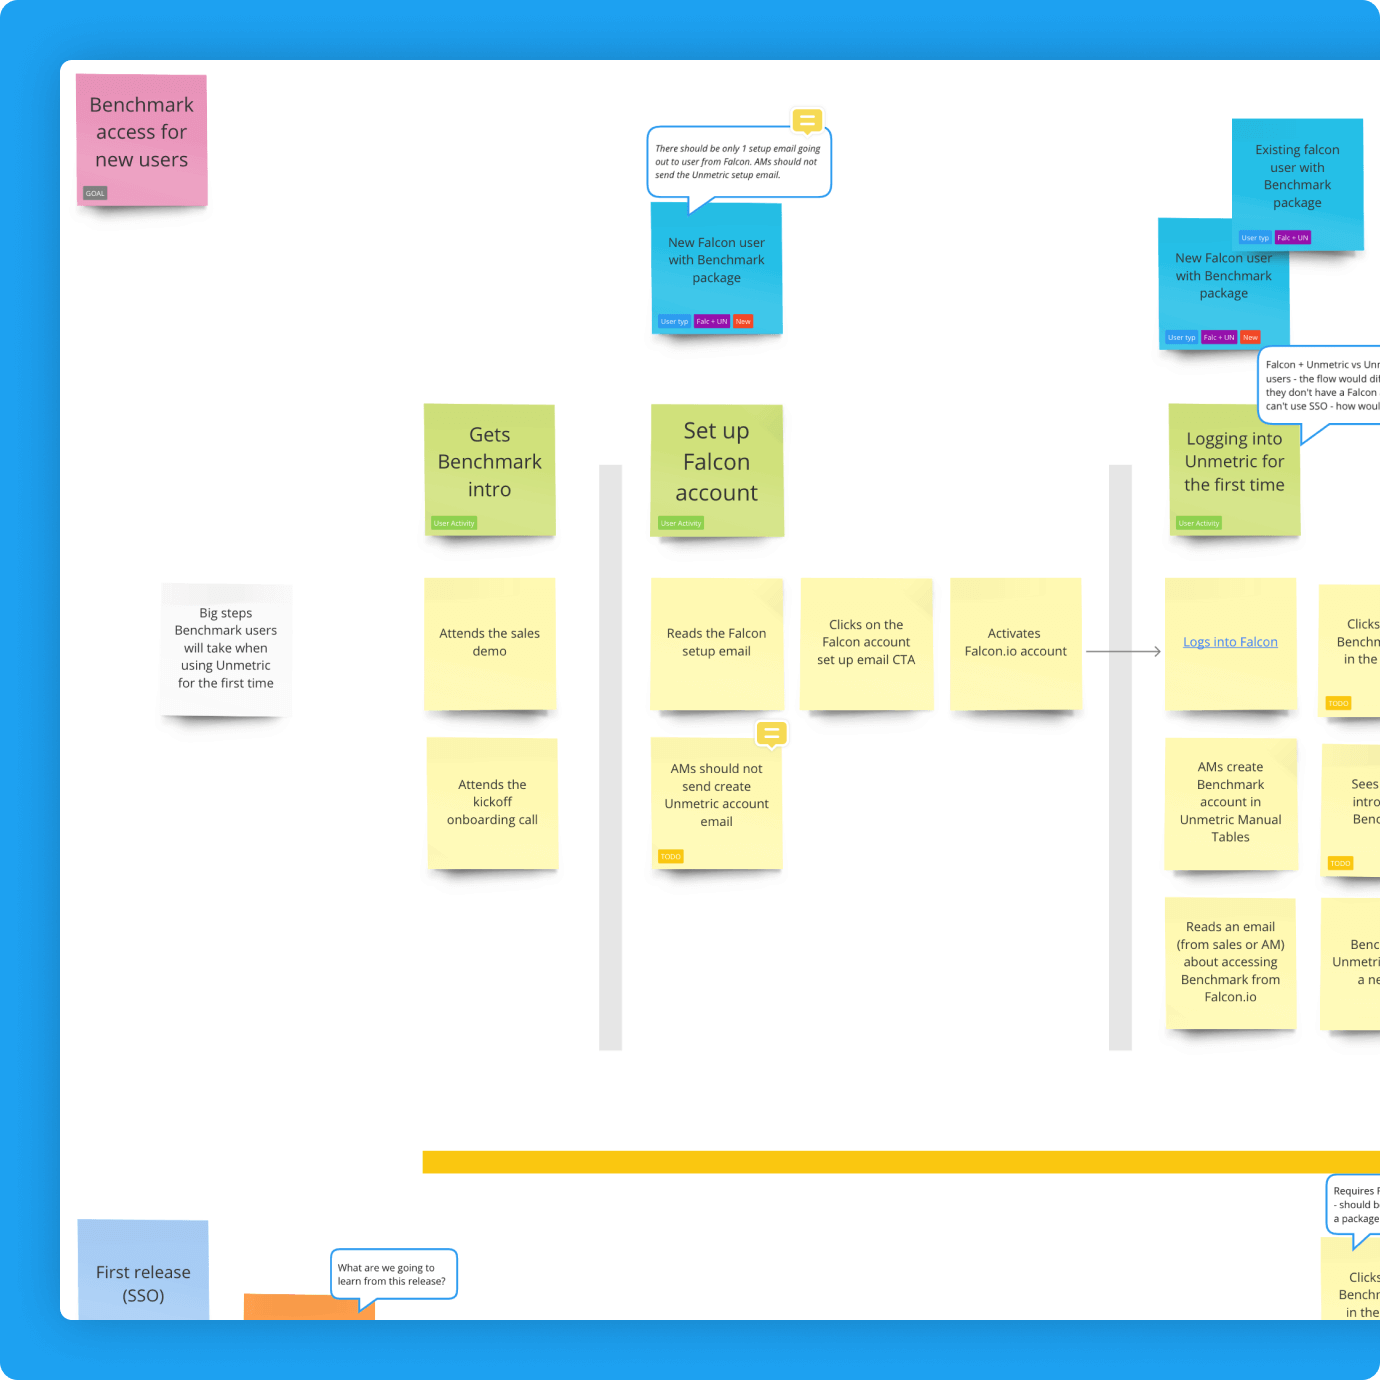 Benchmark
access for
new users
GOAL
There should be only 1 setup email going
out to user from Falcon. AMs should not
send the Unmetric setup email.
New Falcon user
with Benchmark
package
User typ
Falc + UN
New
Existing falcon
user with
Benchmark
package
User typ
Falc + UN
New Falcon user
with Benchmark
package
User typ
Falc + UN
New
Falcon + Unmetric vs
users - the flow would
they don't have a Falcon
can't use SSO - how would
Gets
Benchmark
intro
User Activity
Set up
Falcon
account
User Activity
Logging into
Unmetric for
the first time
User Activity
Big steps
Benchmark users
will take when
using Unmetric
for the first time
Attends the sales
demo
Reads the Falcon
setup email
Clicks on the
Falcon account
set up email CTA
Activates
Falcon.io account
Logs into Falcon
Clicks
Benchm
in the
TODO
Attends the
kickoff
onboarding call
AMs should not
send create
Unmetric account
email
TODO
AMs create
Benchmark
account in
Unmetric Manual
Tables
Sees
intro
Benc
TODO
Reads an email
(from sales or AM)
about accessing
Benchmark from
Falcon.io
Benc
Unmetri
a ne
Requires
- should b
a package
First release
(SSO)
What are we going to
learn from this release?
Clicks
Benchm
in the